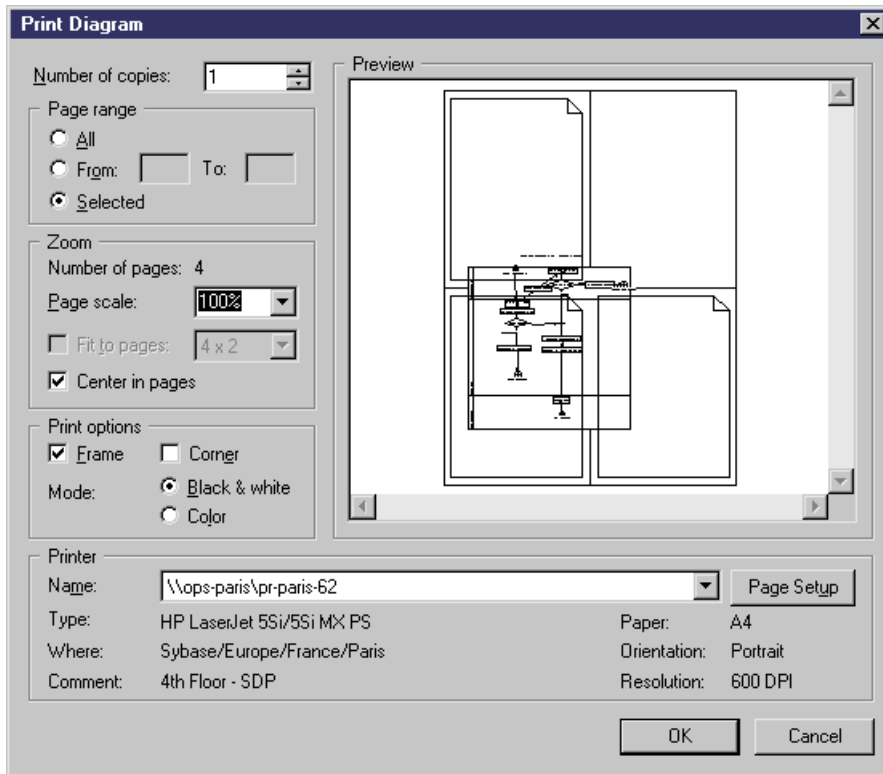 Print Diagram
Number of copies: 1
Preview
Page range
All
From: To:
Selected
Zoom
Number of pages: 4
Page scale: 100%
Fit to pages: 4 x 2
Center in pages
Print options
Frame Corner
Mode: Black & white
Color
Printer
Name: \\ops-paris\pr-paris-62 Page Setup
Type: HP LaserJet 5Si/5Si MX PS Paper: A4
Where: Sybase/Europe/France/Paris Orientation: Portrait
Comment: 4th Floor - SDP Resolution: 600 DPI
OK Cancel